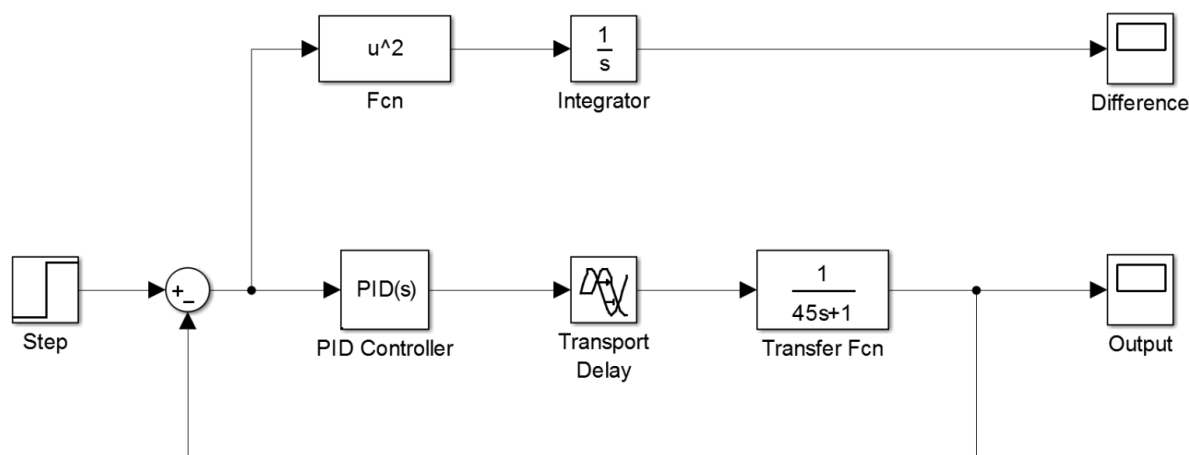 u^2
Fcn
1
s
Integrator
Difference
Step
+
−
PID(s)
PID Controller
Transport
Delay
1
45s+1
Transfer Fcn
Output